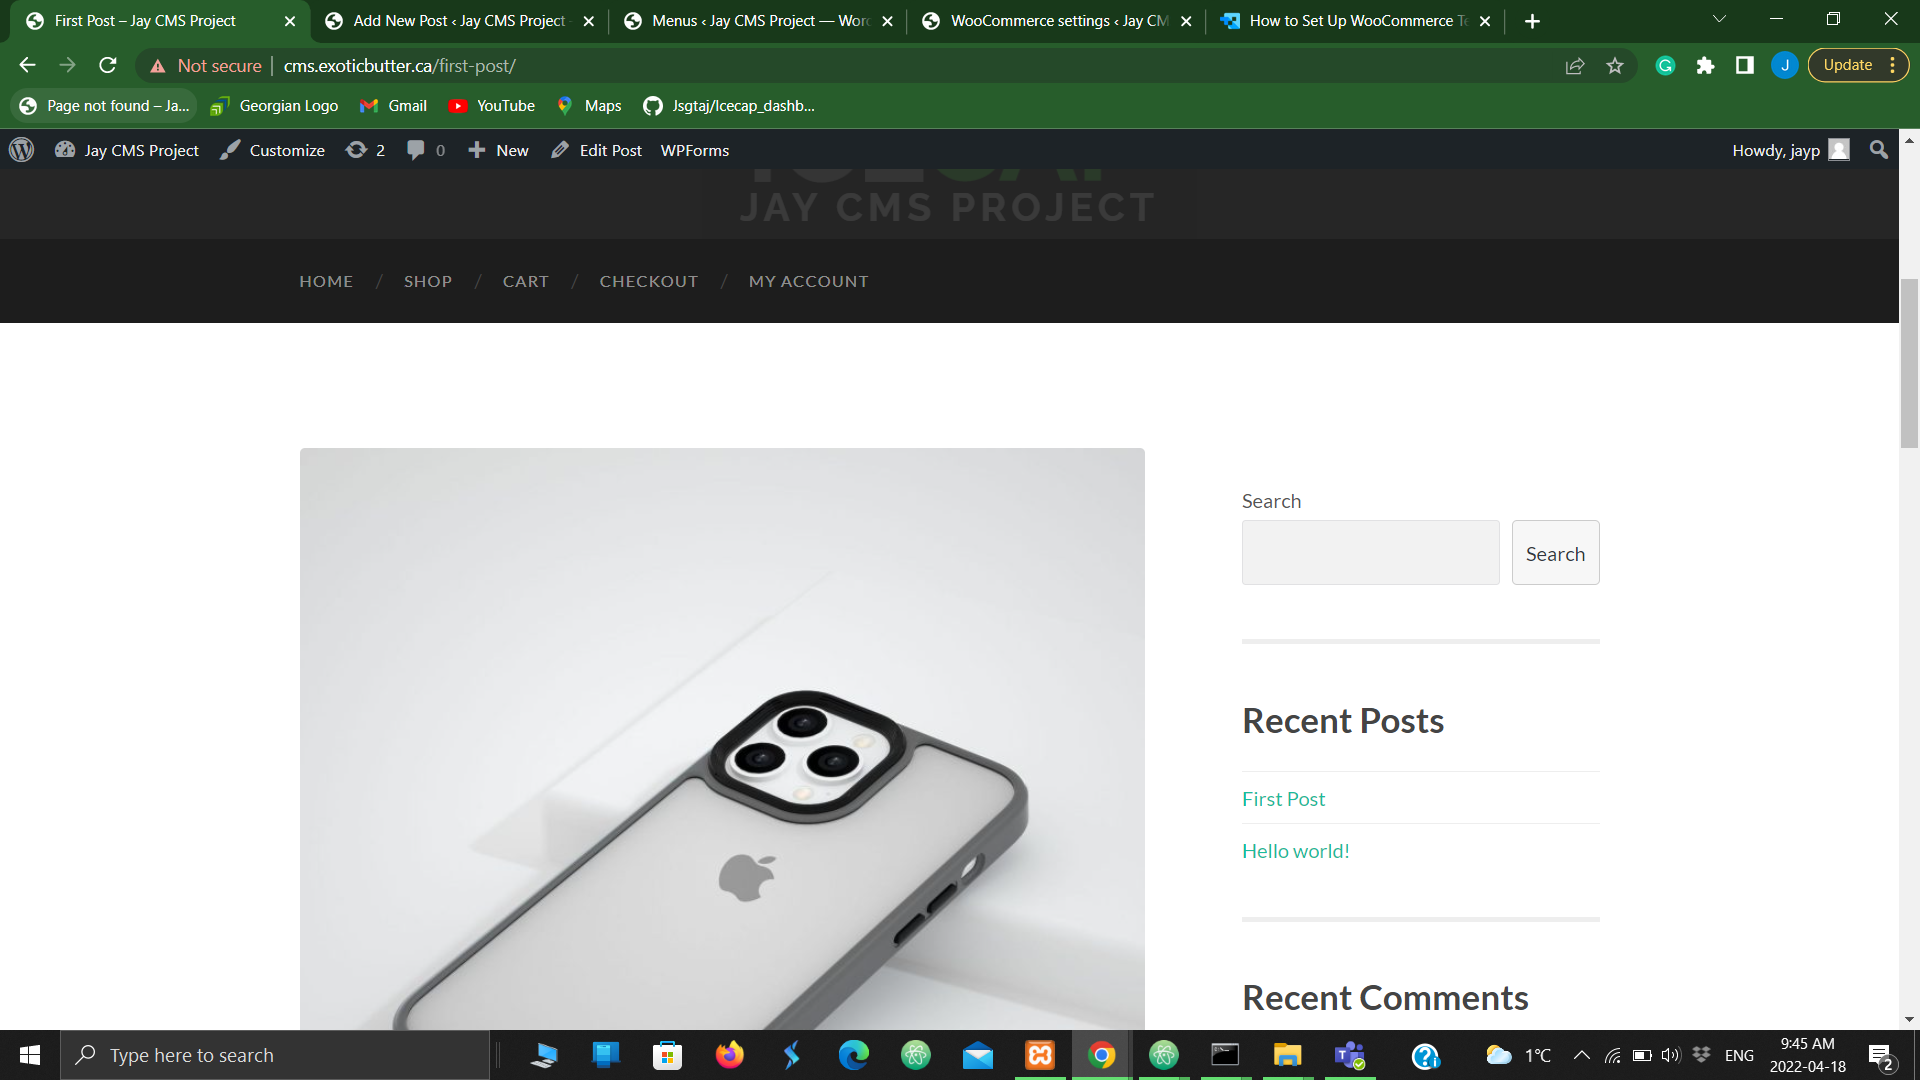 First Post – Jay CMS Project
Add New Post ‹ Jay CMS Project
Menus ‹ Jay CMS Project — Wor
WooCommerce settings ‹ Jay CM
How to Set Up WooCommerce Te
Not secure
cms.exoticbutter.ca/first-post/
J
Update
Page not found – Ja...
Georgian Logo
Gmail
YouTube
Maps
Jsgtaj/Icecap_dashb...
Jay CMS Project
Customize
2
0
New
Edit Post
WPForms
Howdy, jayp
JAY CMS PROJECT
HOME / SHOP / CART / CHECKOUT / MY ACCOUNT
Search
Search
Recent Posts
First Post
Hello world!
Recent Comments
Type here to search
1°C
ENG
9:45 AM
2022-04-18
2